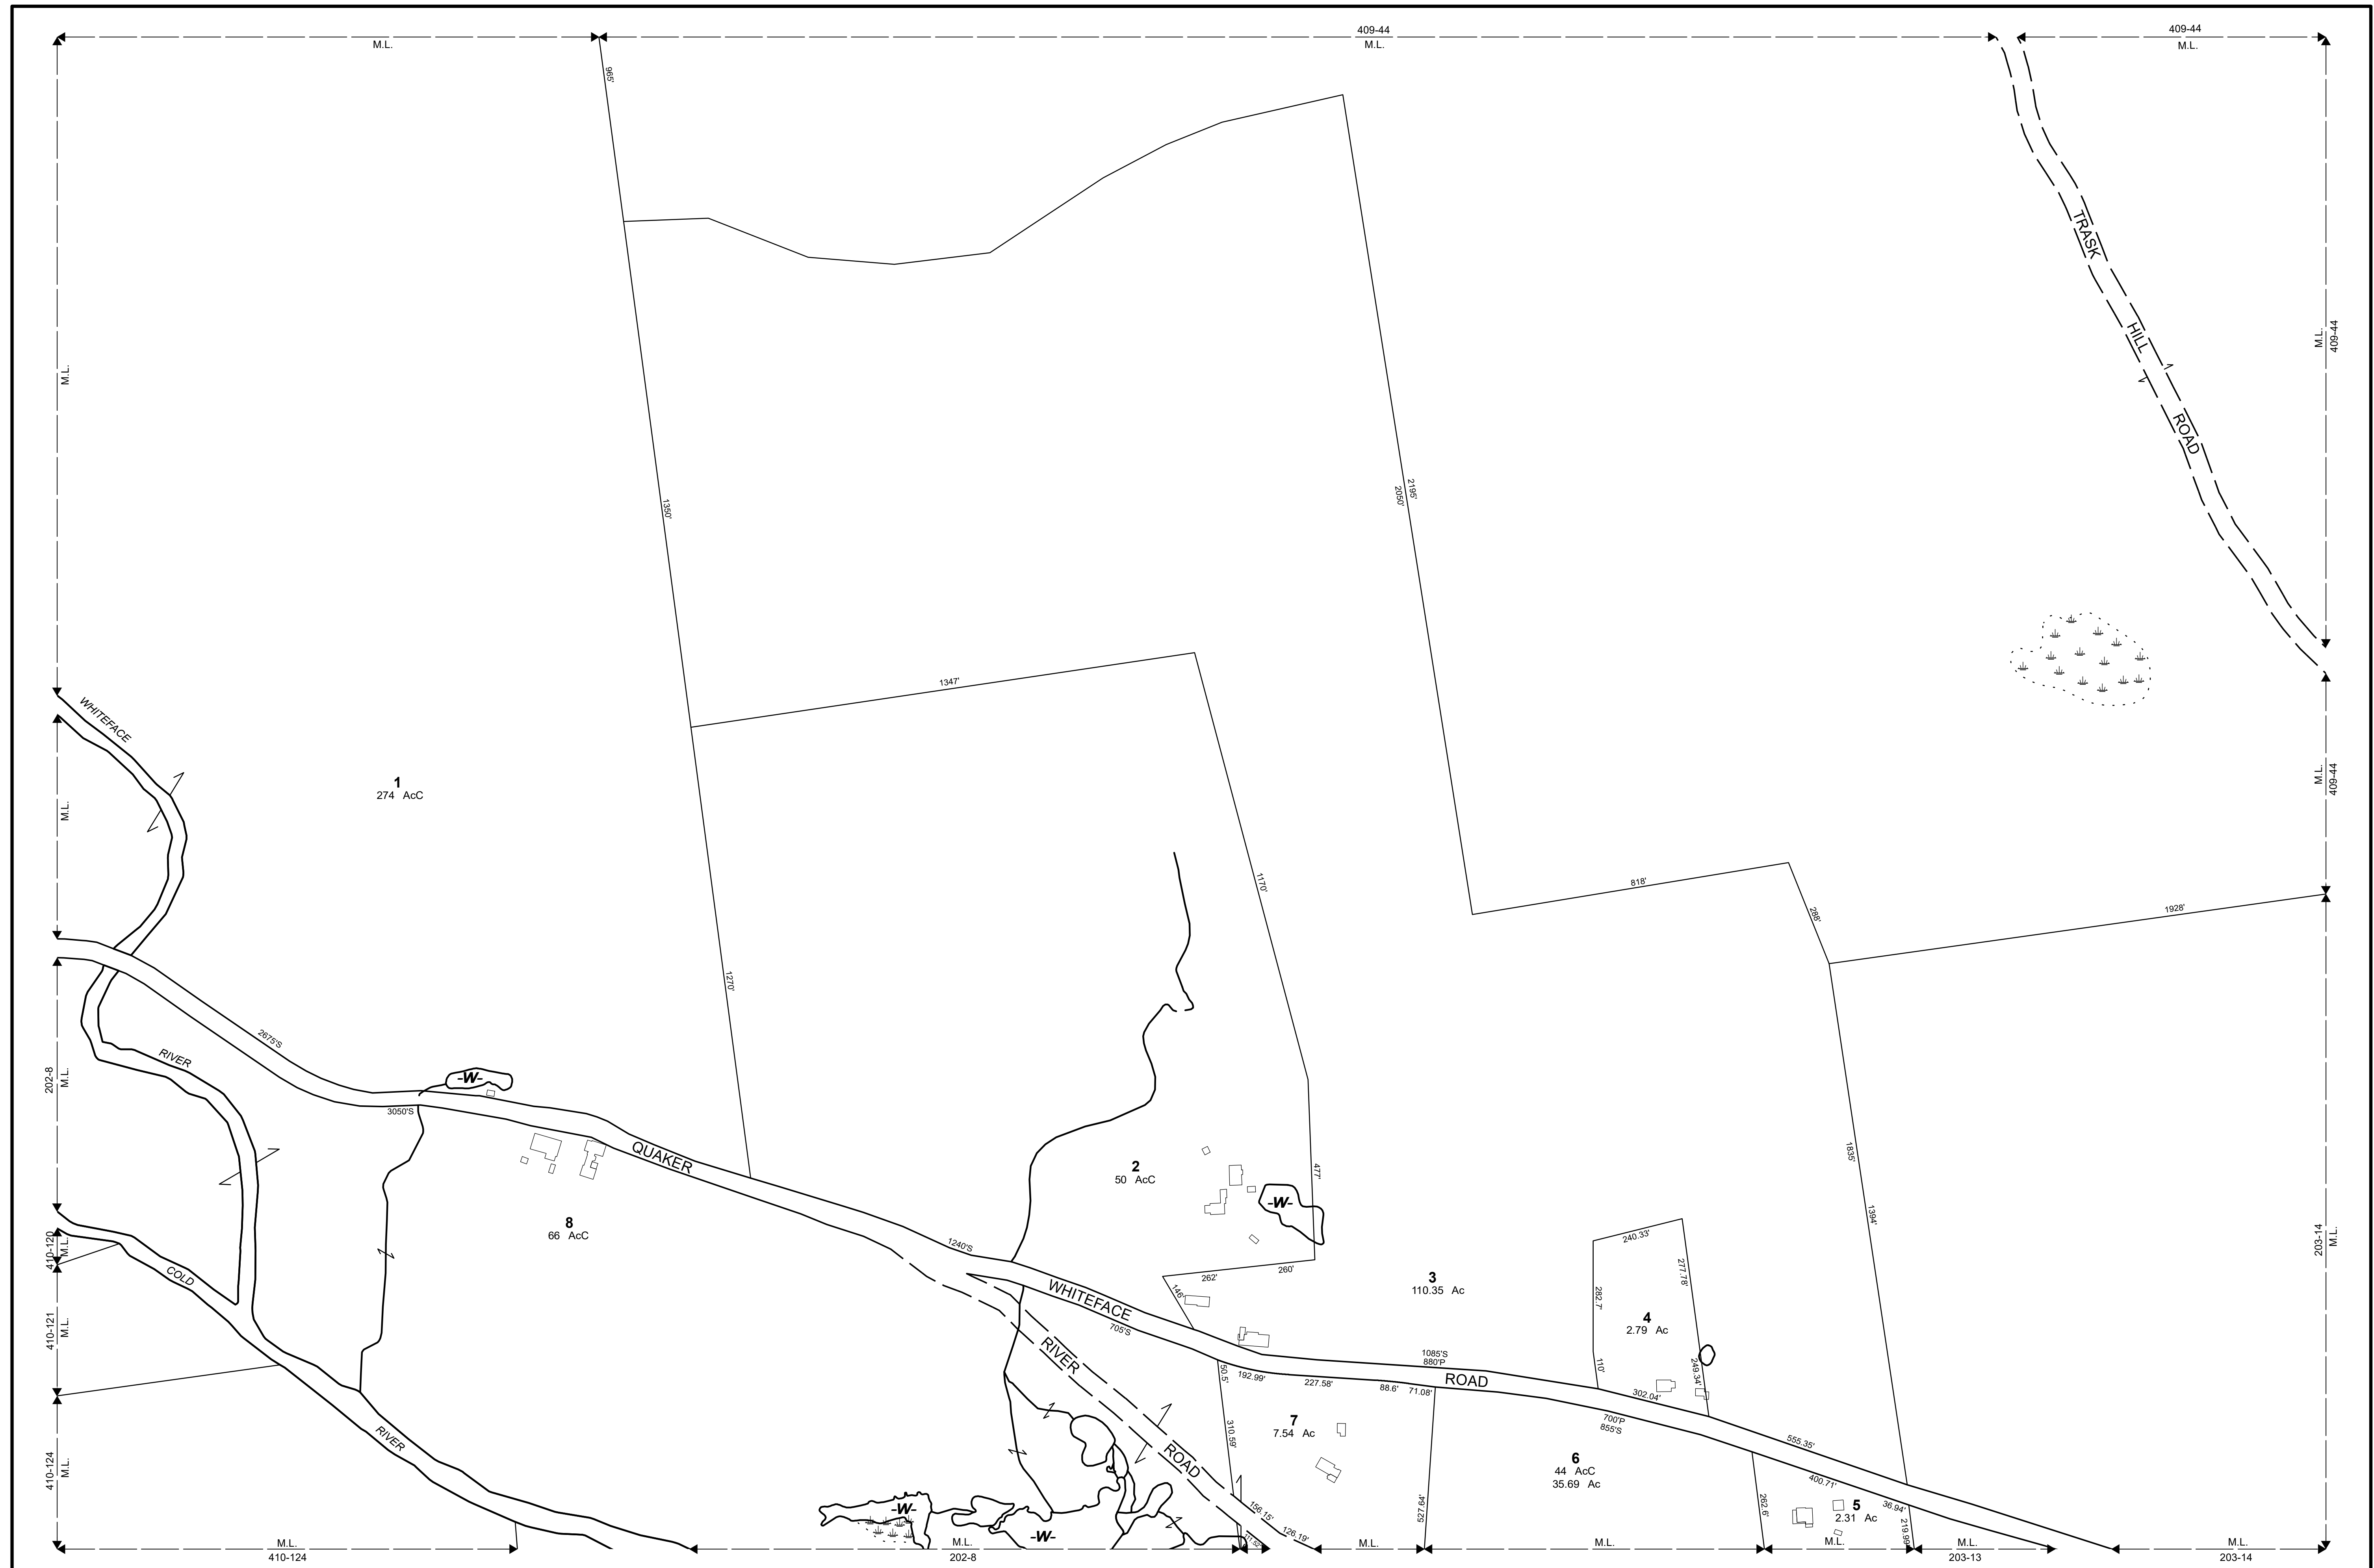 409-44
M.L.
M.L.
409-44
M.L.
965'
TRASK
HILL
ROAD
M.L.
409-44
M.L.
1350'
2195'
2050'
1347'
WHITEFACE
1
274 AcC
M.L.
M.L.
409-44
1170'
818'
288'
1928'
1270'
2675'S
RIVER
202-8
M.L.
-W-
3050'S
QUAKER
1835'
2
50 AcC
477'
-W-
1394'
8
66 AcC
203-14
M.L.
410-120
M.L.
COLD
1240'S
262'
260'
146'
WHITEFACE
705'S
3
110.35 Ac
240.33'
277.78'
282.7'
4
2.79 Ac
410-121
M.L.
RIVER
1085'S
880'P
110'
249.34'
50.5'
192.99'
227.58'
88.6'
71.08'
ROAD
302.04'
700'P
855'S
7
7.54 Ac
310.59'
RIVER
ROAD
555.35'
6
44 AcC
35.69 Ac
400.71'
410-124
M.L.
-W-
156.15'
527.64'
262.6'
5
2.31 Ac
36.94'
219.99'
-W-
126.19'
M.L.
410-124
M.L.
202-8
M.L.
M.L.
M.L.
M.L.
203-13
M.L.
203-14